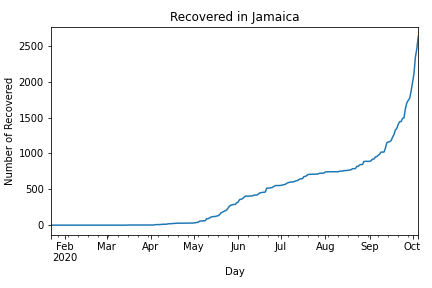 Recovered in Jamaica
Number of Recovered
2500
2000
1500
1000
500
0
Feb Mar Apr May Jun Jul Aug Sep Oct
2020
Day